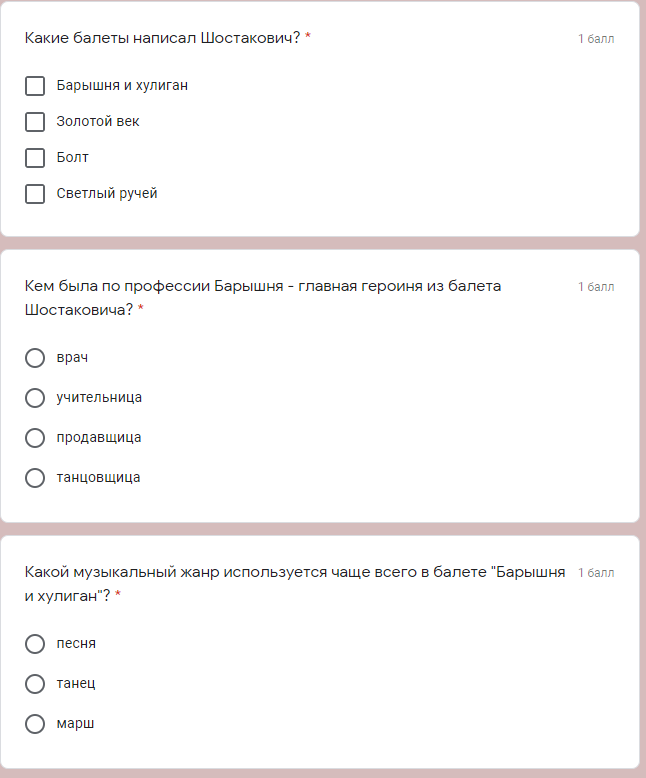 Какие балеты написал Шостакович? *
1 балл
Барышня и хулиган
Золотой век
Болт
Светлый ручей
Кем была по профессии Барышня - главная героиня из балета
Шостаковича? *
1 балл
врач
учительница
продавщица
танцовщица
Какой музыкальный жанр используется чаще всего в балете "Барышня
и хулиган"? *
1 балл
песня
танец
марш